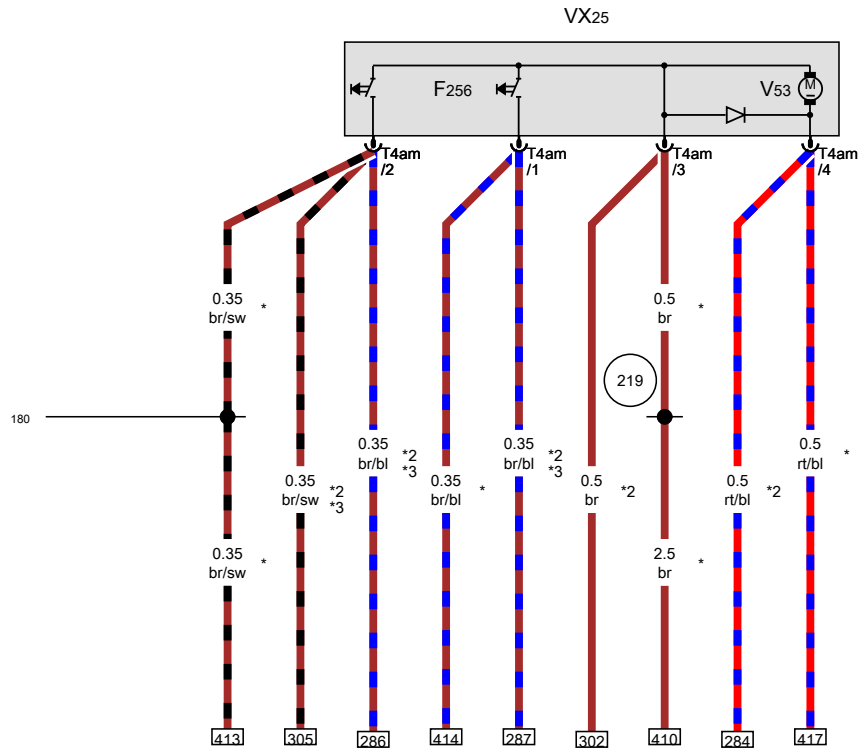 VX25
F256
V53
M
T4am
/2
T4am
/1
T4am
/3
T4am
/4
0.35
br/sw
*
0.5
br
*
219
180
0.35
br/sw
*2
*3
0.35
br/bl
*2
*3
0.35
br/bl
*
0.35
br/bl
*2
*3
0.5
br
*2
0.5
rt/bl
*2
0.5
rt/bl
*
0.35
br/sw
*
2.5
br
*
413
305
286
414
287
302
410
284
417